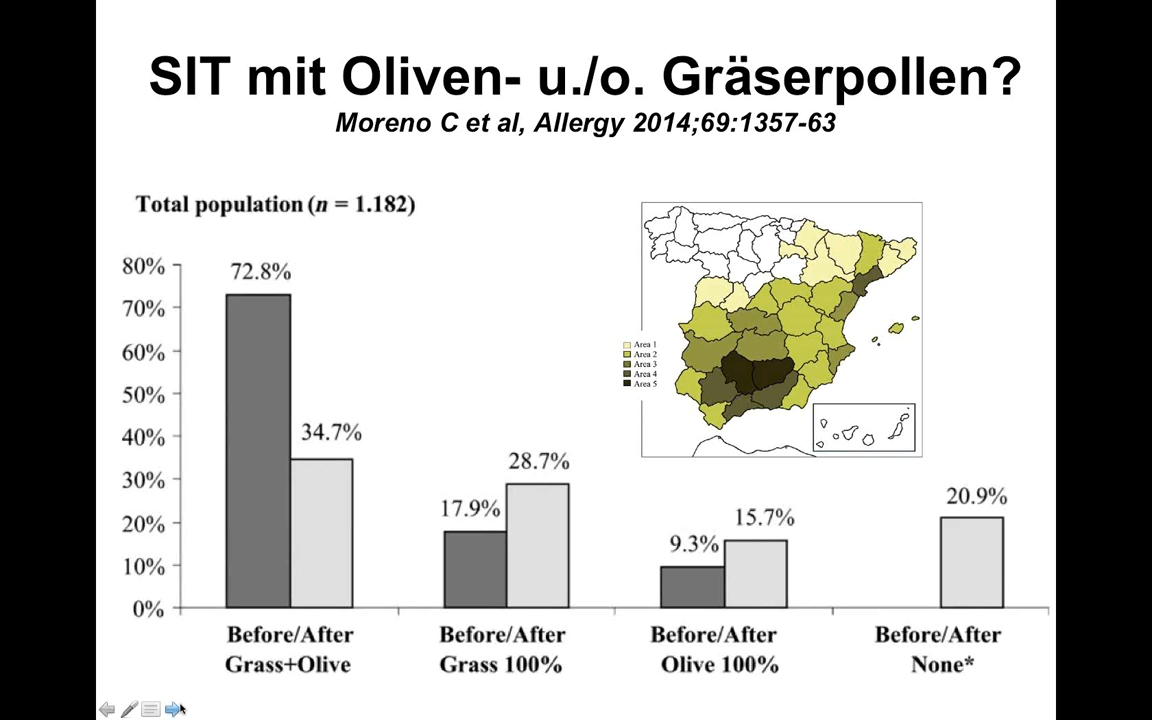 SIT mit Oliven- u./o. Gräserpollen?
Moreno C et al, Allergy 2014;69:1357-63
Total population (n = 1.182)
80%
70%
60%
50%
40%
30%
20%
10%
0%
72.8%
34.7%
17.9%
28.7%
9.3%
15.7%
20.9%
Before/After
Grass+Olive
Before/After
Grass 100%
Before/After
Olive 100%
Before/After
None*
Area 1
Area 2
Area 3
Area 4
Area 5